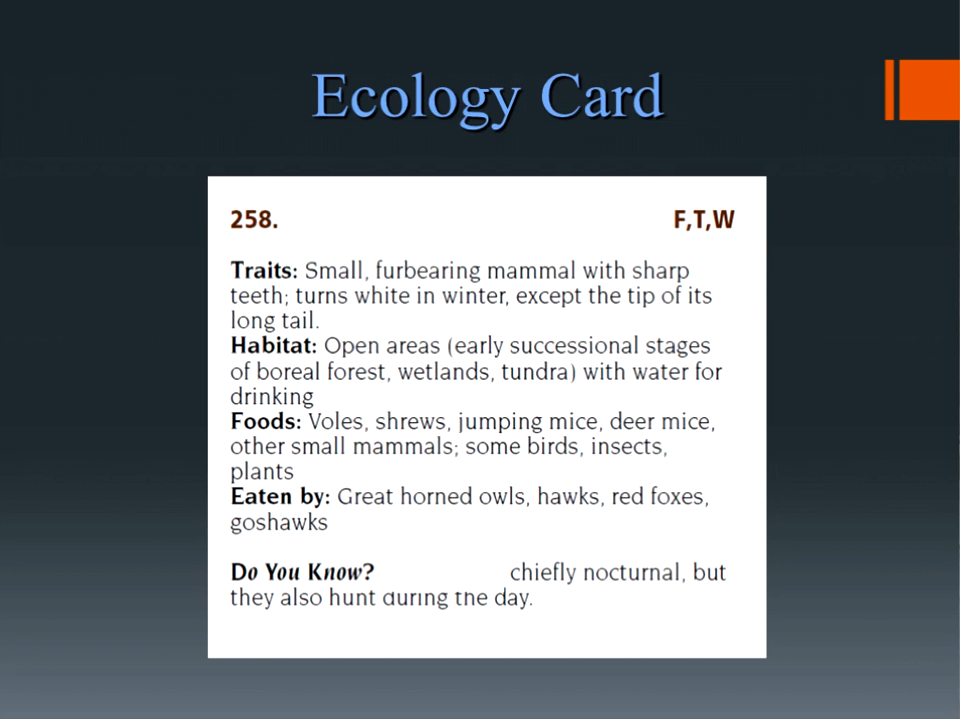 Ecology Card
258. F,T,W
Traits: Small, furbearing mammal with sharp
teeth; turns white in winter, except the tip of its
long tail.
Habitat: Open areas (early successional stages
of boreal forest, wetlands, tundra) with water for
drinking
Foods: Voles, shrews, jumping mice, deer mice,
other small mammals; some birds, insects,
plants
Eaten by: Great horned owls, hawks, red foxes,
goshawks
Do You Know? chiefly nocturnal, but
they also hunt during the day.